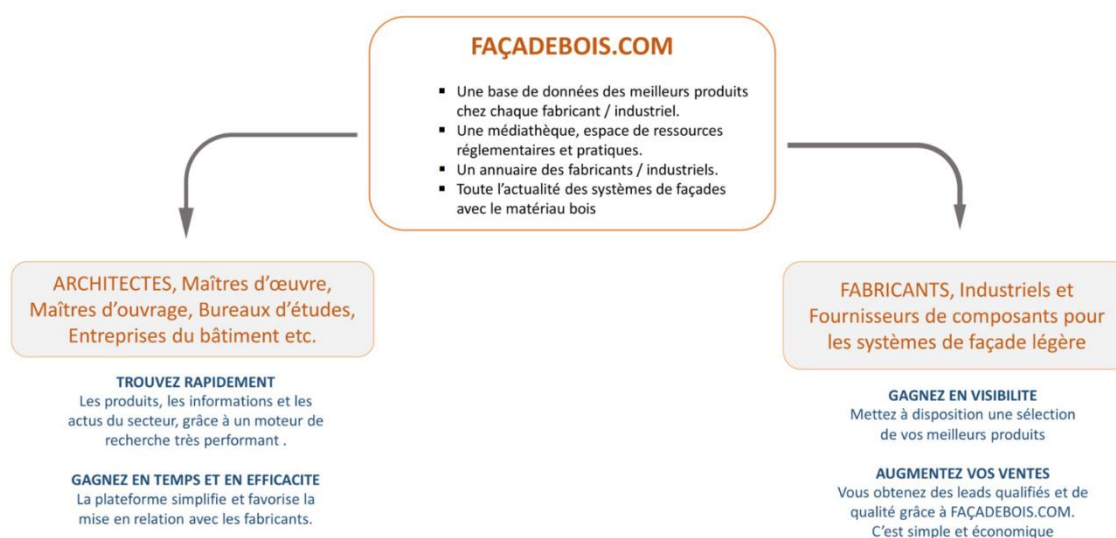 FAÇADEBOIS.COM
▪ Une base de données des meilleurs produits
chez chaque fabricant / industriel.
▪ Une médiathèque, espace de ressources
réglementaires et pratiques.
▪ Un annuaire des fabricants / industriels.
▪ Toute l'actualité des systèmes de façades
avec le matériau bois
ARCHITECTES, Maîtres d'œuvre,
Maîtres d'ouvrage, Bureaux d'études,
Entreprises du bâtiment etc.
TROUVEZ RAPIDEMENT
Les produits, les informations et les
actus du secteur, grâce à un moteur de
recherche très performant .
GAGNEZ EN TEMPS ET EN EFFICACITE
La plateforme simplifie et favorise la
mise en relation avec les fabricants.
FABRICANTS, Industriels et
Fournisseurs de composants pour
les systèmes de façade légère
GAGNEZ EN VISIBILITE
Mettez à disposition une sélection
de vos meilleurs produits
AUGMENTEZ VOS VENTES
Vous obtenez des leads qualifiés et de
qualité grâce à FAÇADEBOIS.COM.
C'est simple et économique